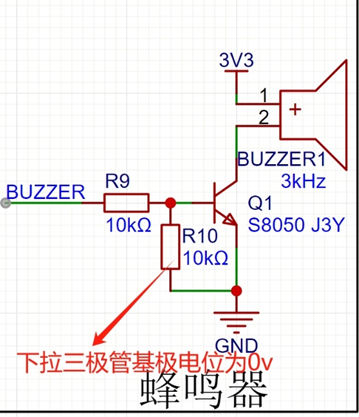 3V3
1
+
2
BUZZER1
3kHz
BUZZER
R9
10kΩ
Q1
S8050 J3Y
R10
10kΩ
GND
下拉三极管基极电位为0v
蜂鸣器